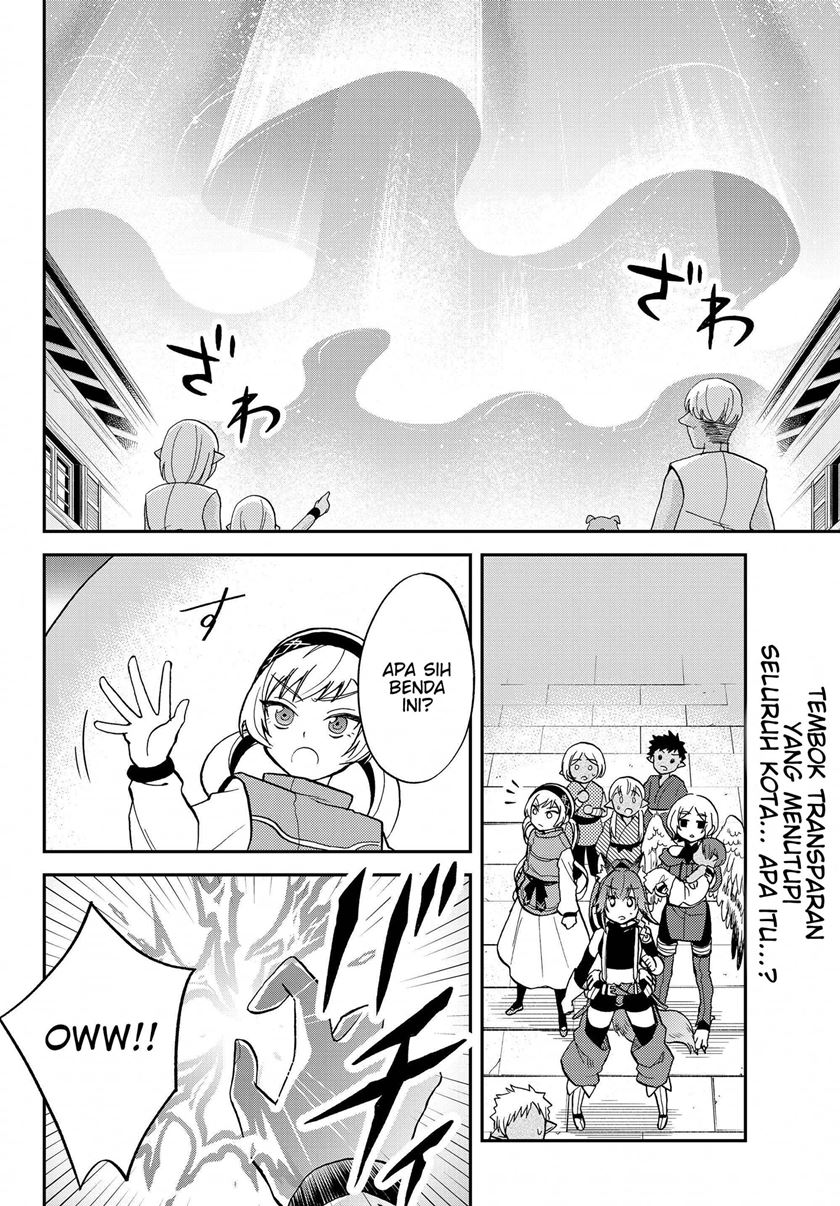 ざわ
ざわ
TEMBOK TRANSPARAN
YANG MENUTUPI
SELURUH KOTA... APA ITU...?
APA SIH
BENDA
INI?
す
OWW!!
バチィ